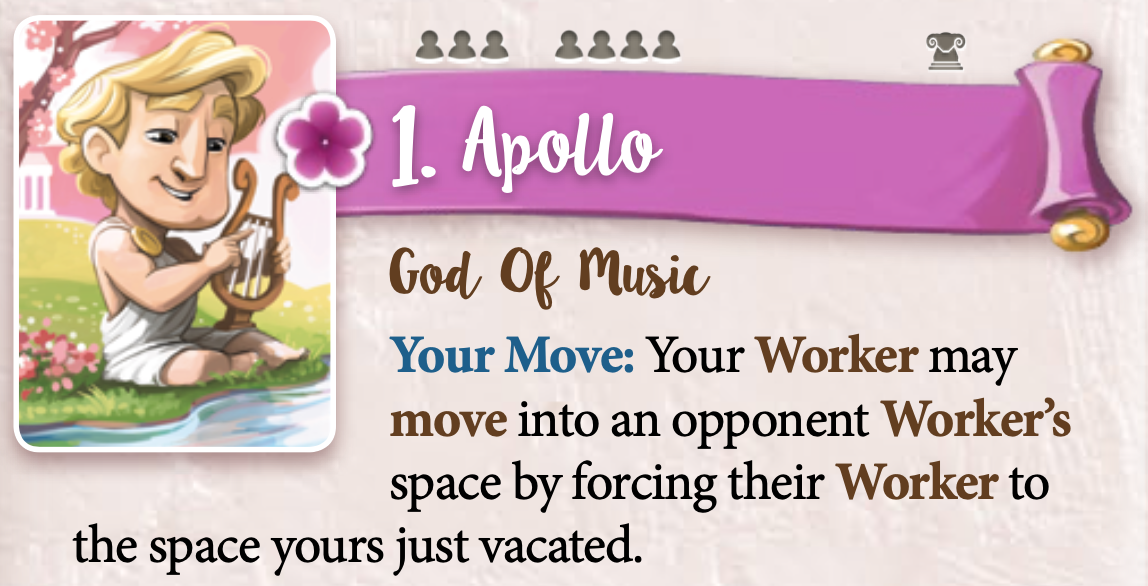 1. Apollo
God Of Music
Your Move: Your Worker may
move into an opponent Worker’s
space by forcing their Worker to
the space yours just vacated.